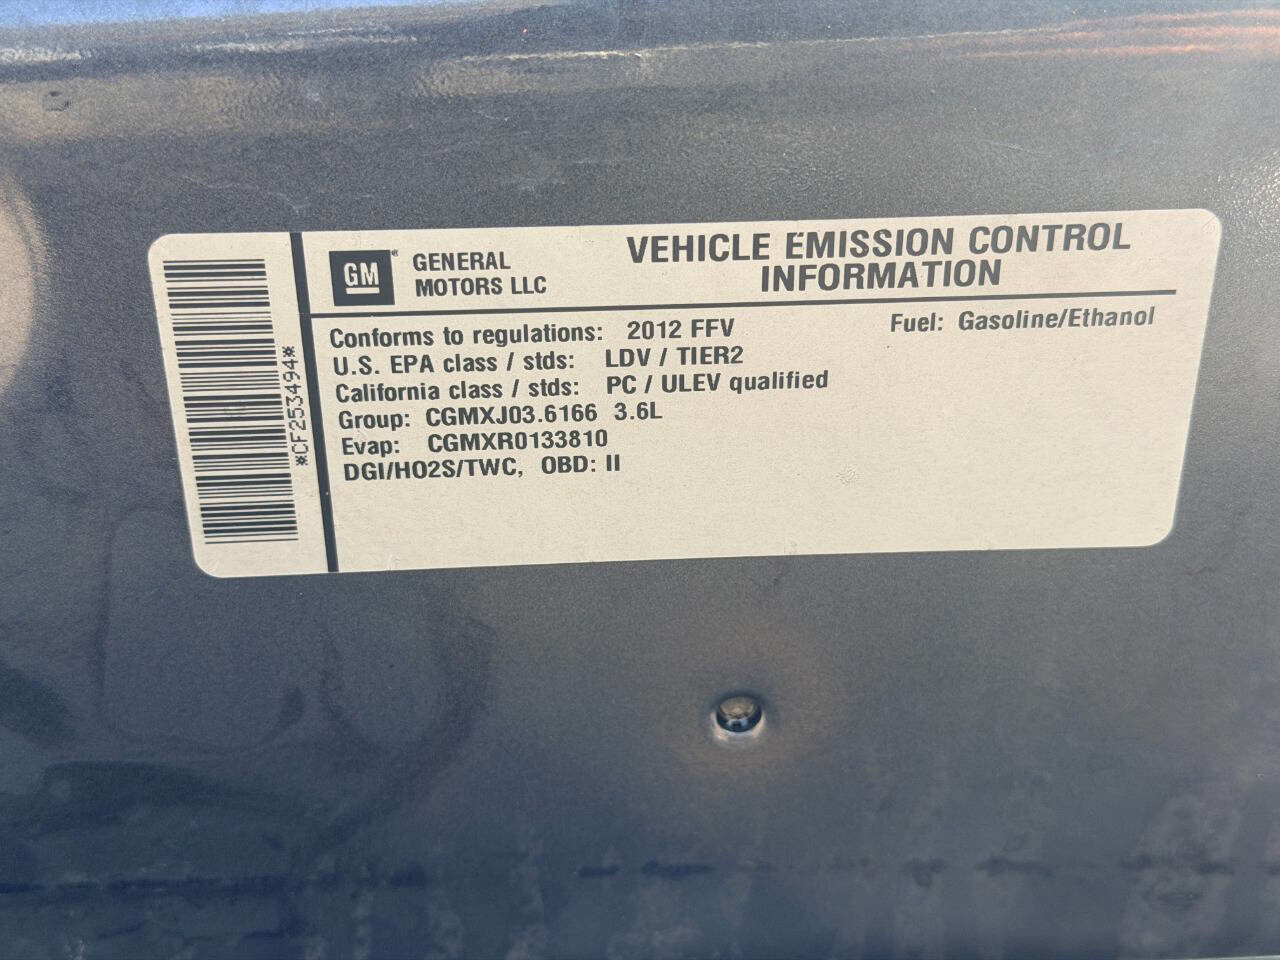 *CF253494*
GM
GENERAL
MOTORS LLC
VEHICLE EMISSION CONTROL
INFORMATION
Conforms to regulations: 2012 FFV
Fuel: Gasoline/Ethanol
U.S. EPA class / stds: LDV / TIER2
California class / stds: PC / ULEV qualified
Group: CGMXJ03.6166 3.6L
Evap: CGMXR0133810
DGI/HO2S/TWC, OBD: II